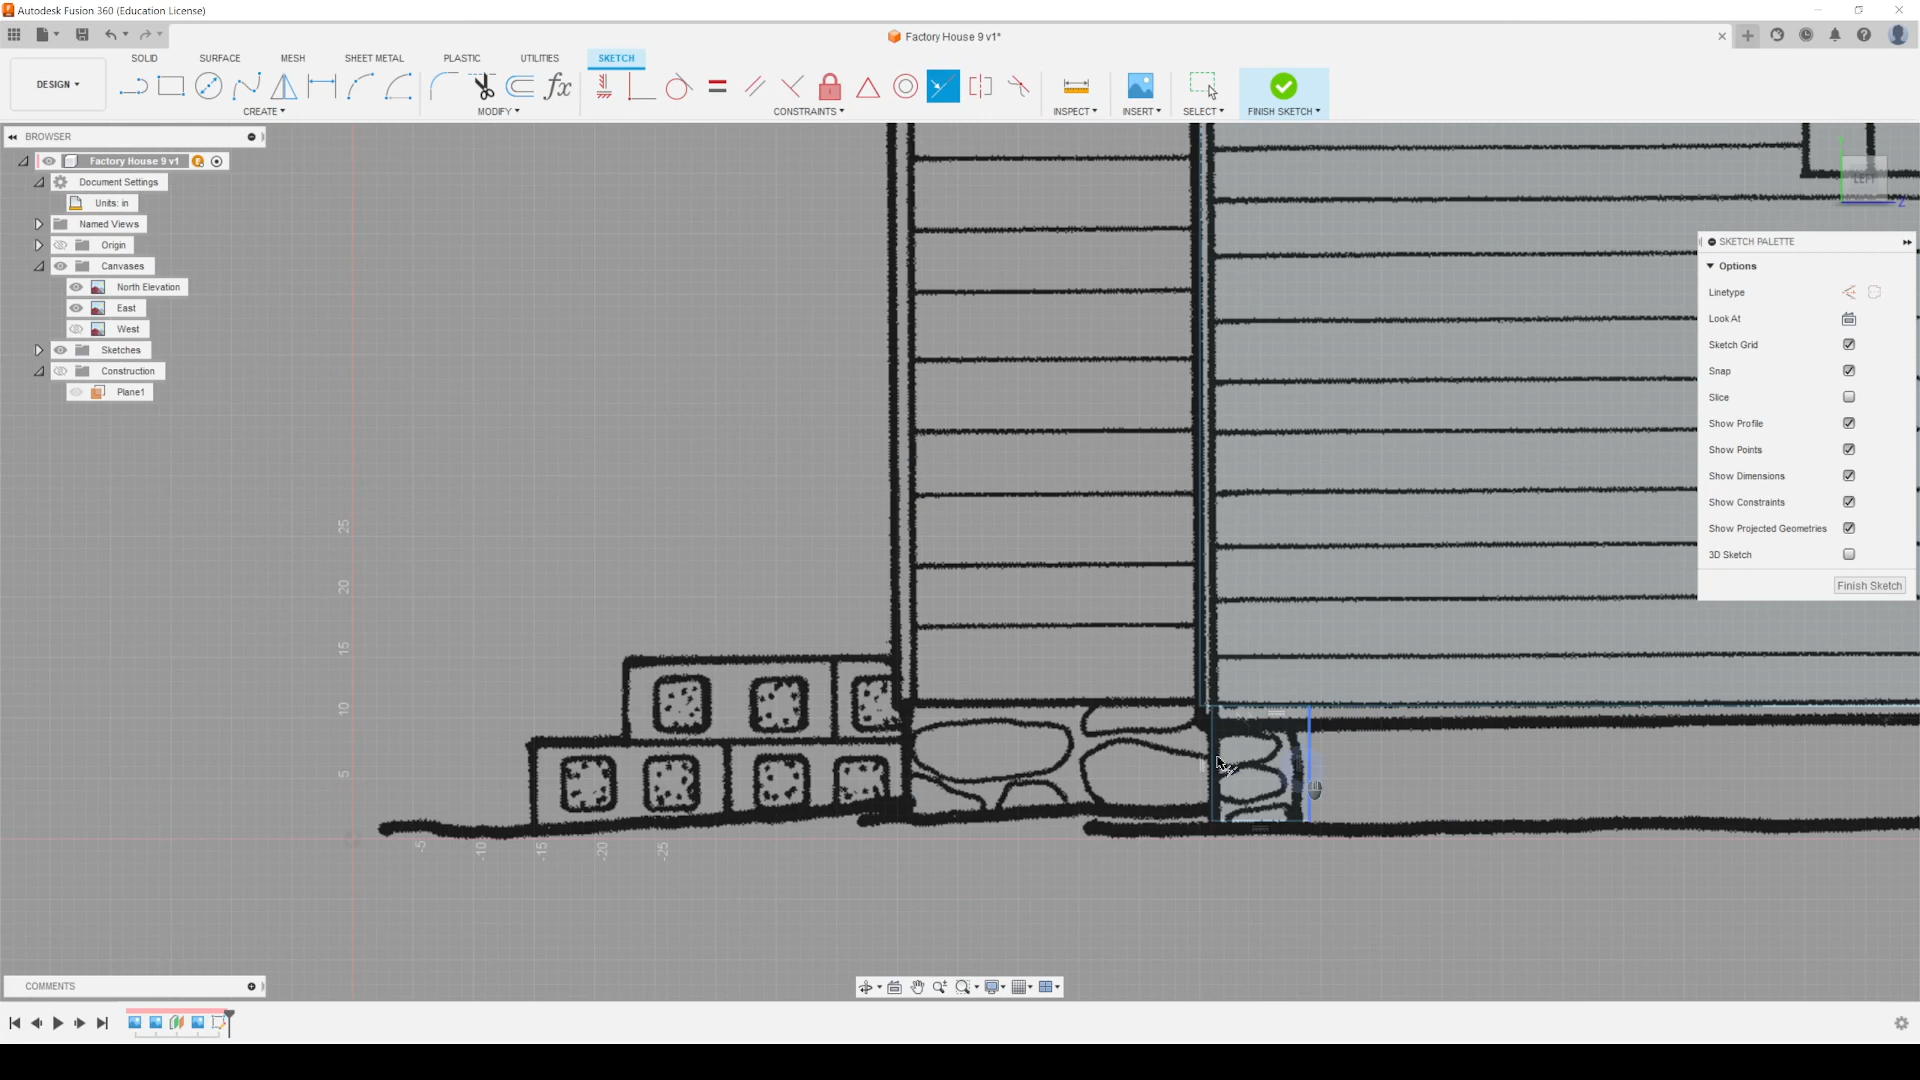 Autodesk Fusion 360 (Education License)
Factory House 9 v1*
SOLID SURFACE MESH SHEET METAL PLASTIC UTILITIES SKETCH
DESIGN
fx
CREATE MODIFY CONSTRAINTS INSPECT INSERT SELECT FINISH SKETCH
BROWSER
Factory House 9 v1
Document Settings
Units: in
Named Views
Origin
Canvases
North Elevation
East
West
Sketches
Construction
Plane1
LEFT
Z
SKETCH PALETTE
Options
Linetype
Look At
Sketch Grid
Snap
Slice
Show Profile
Show Points
Show Dimensions
Show Constraints
Show Projected Geometries
3D Sketch
Finish Sketch
25
20
15
10
5
-5
-10
-15
-20
-25
COMMENTS